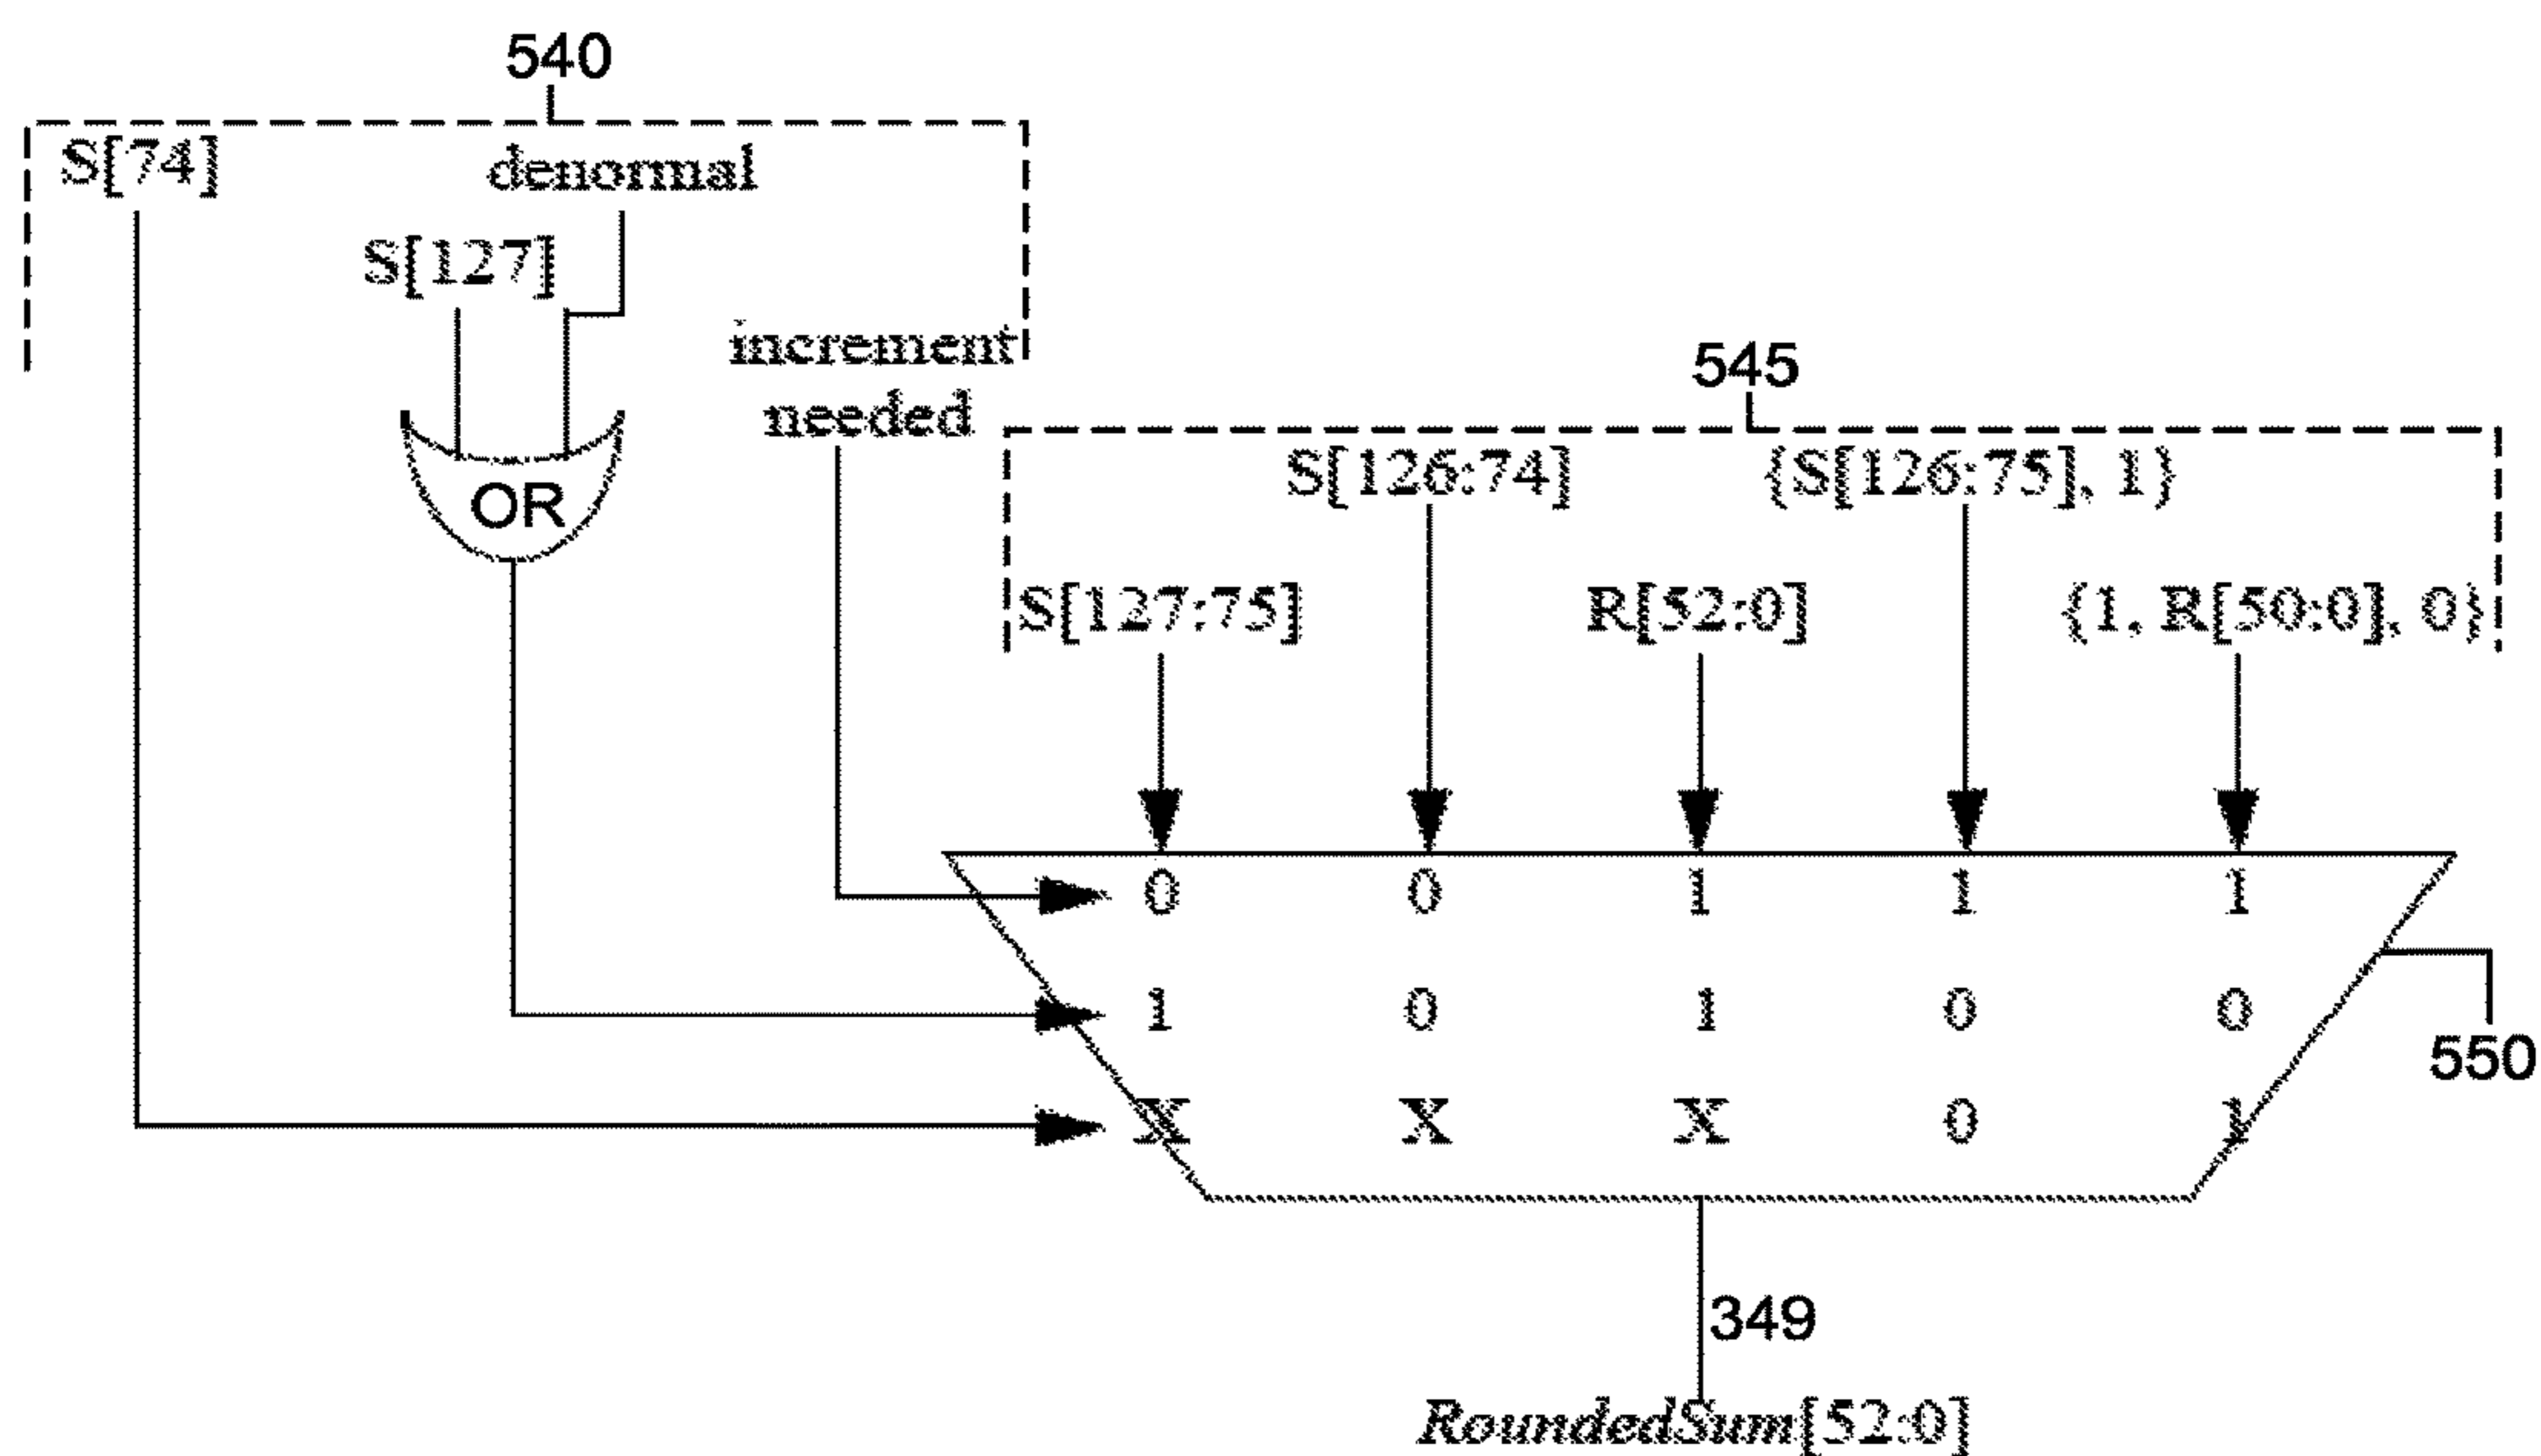 540
S[74]
denormal
S[127]
increment
needed
OR
545
S[126:74]
{S[126:75], 1}
S[127:75]
R[52:0]
{1, R[50:0], 0}
0 0 1 1 1
1 0 1 0 0
X X X 0 1
550
349
RoundedSum[52:0]